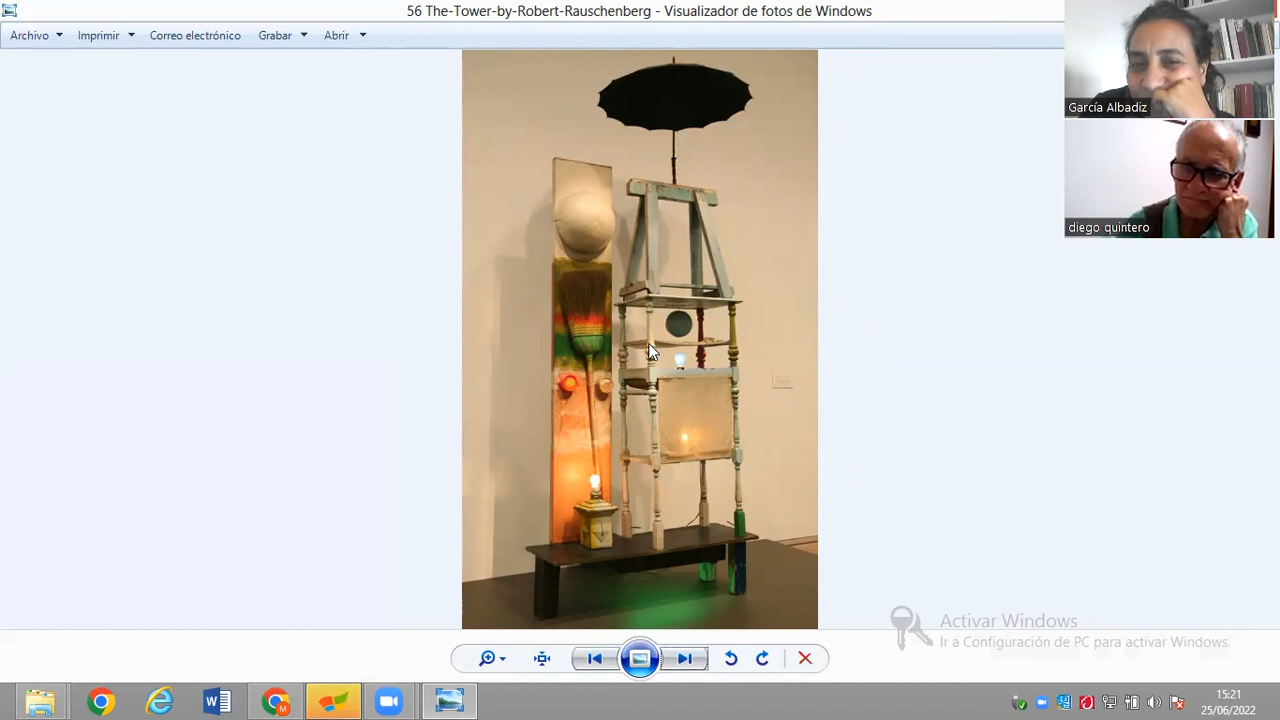 56 The-Tower-by-Robert-Rauschenberg - Visualizador de fotos de Windows
Archivo Imprimir Correo electrónico Grabar Abrir
García Albadiz
diego quintero
Activar Windows
Ir a Configuración de PC para activar Windows.
15:21
25/06/2022